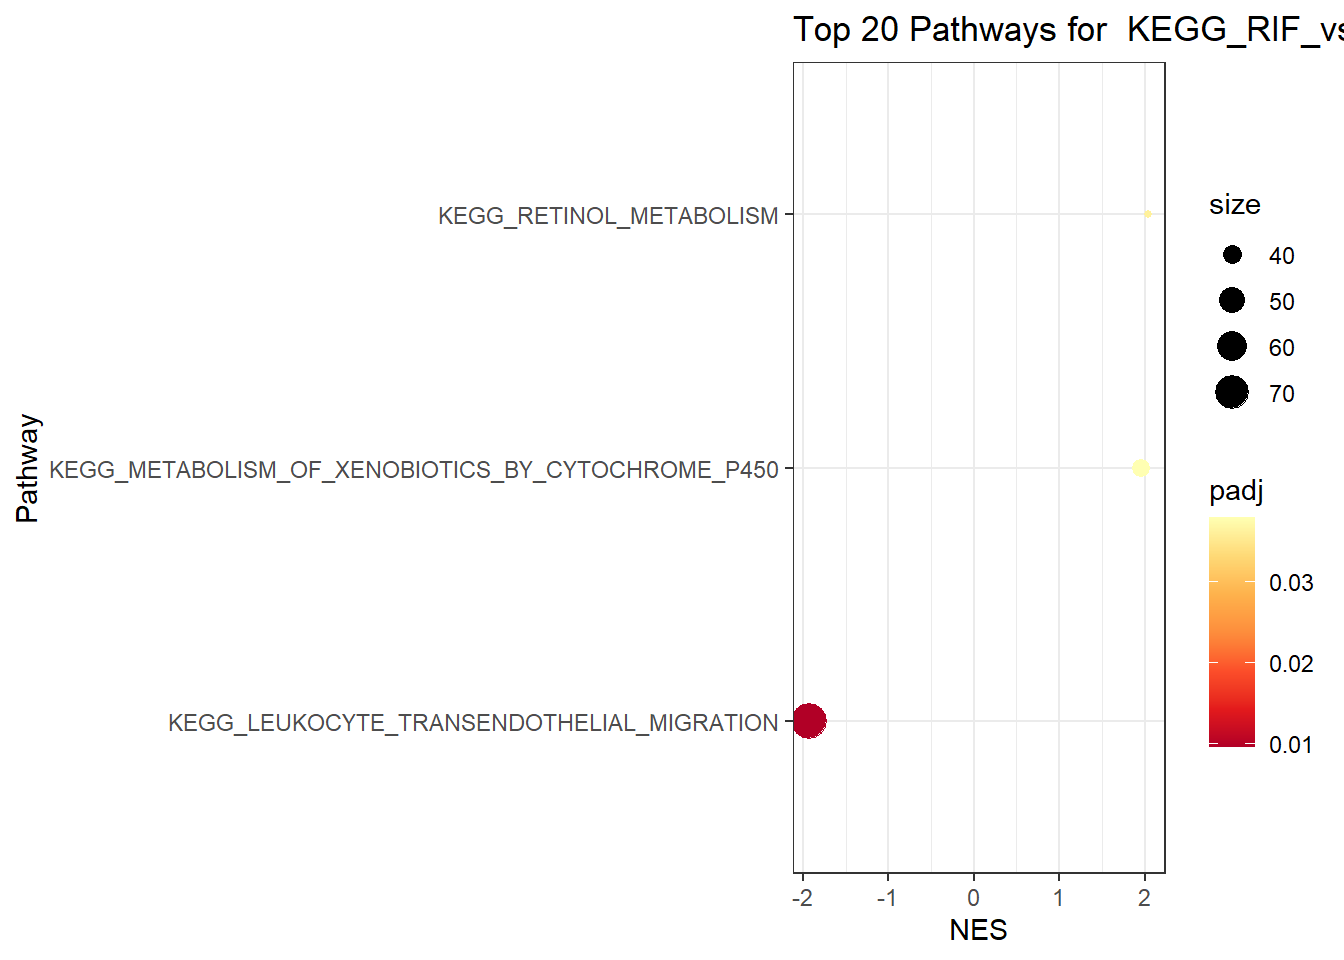 Top 20 Pathways for  KEGG_RIF_vs
Pathway
KEGG_RETINOL_METABOLISM
KEGG_METABOLISM_OF_XENOBIOTICS_BY_CYTOCHROME_P450
KEGG_LEUKOCYTE_TRANSENDOTHELIAL_MIGRATION
-2
-1
0
1
2
NES
size
40
50
60
70
padj
0.03
0.02
0.01